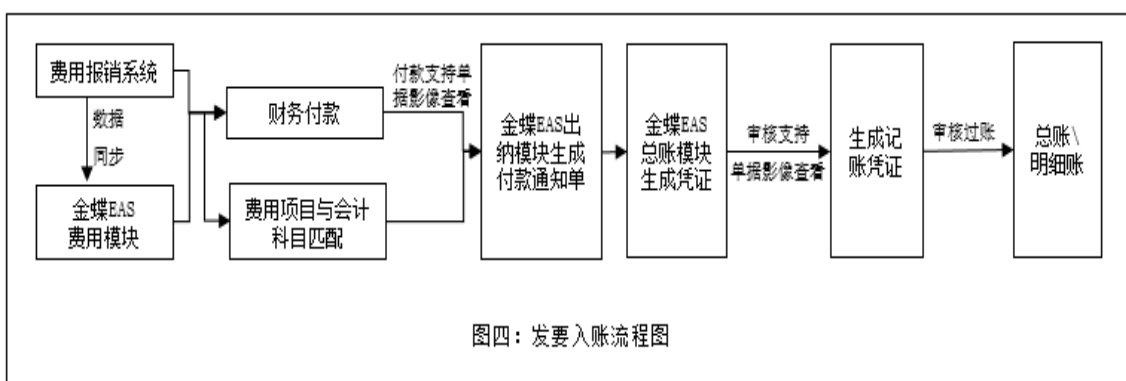 费用报销系统
数据
同步
金蝶EAS
费用模块
财务付款
费用项目与会计
科目匹配
付款支持单
据影像查看
金蝶EAS出
纳模块生成
付款通知单
金蝶EAS
总账模块
生成凭证
审核支持
单据影像查看
生成记
账凭证
审核过账
总账\
明细账
图四：发要入账流程图